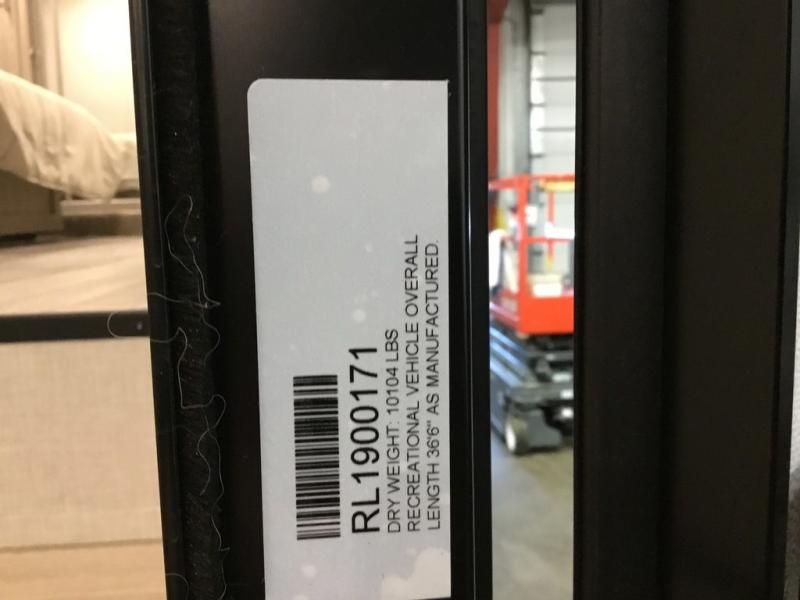 RL1900171
DRY WEIGHT: 10104 LBS
RECREATIONAL VEHICLE OVERALL
LENGTH 36'6" AS MANUFACTURED.